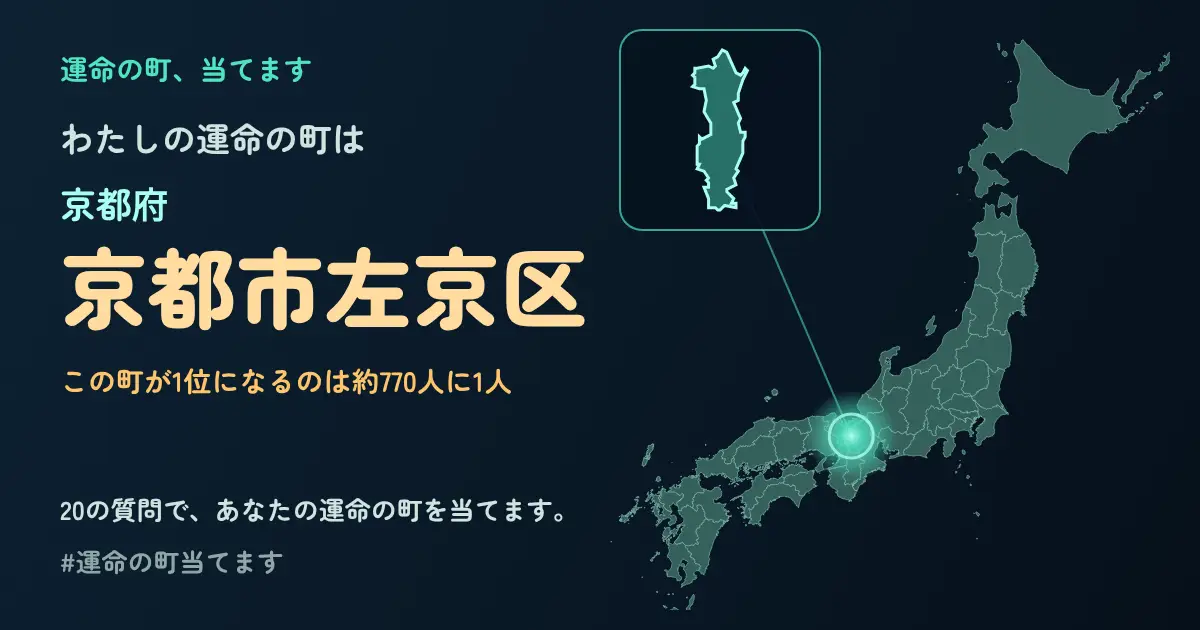 運命の町、当てます
わたしの運命の町は
京都府
京都市左京区
この町が1位になるのは約770人に1人
20の質問で、あなたの運命の町を当てます。
#運命の町当てます